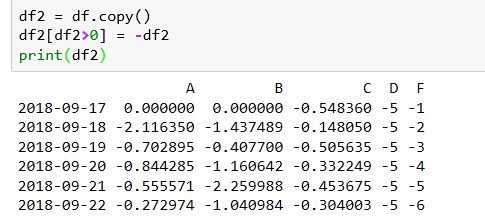 df2 = df.copy()
df2[df2>0] = -df2
print(df2)
A B C D F
2018-09-17 0.000000 0.000000 -0.548360 -5 -1
2018-09-18 -2.116350 -1.437489 -0.148050 -5 -2
2018-09-19 -0.702895 -0.407700 -0.505635 -5 -3
2018-09-20 -0.844285 -1.160642 -0.332249 -5 -4
2018-09-21 -0.555571 -2.259988 -0.453675 -5 -5
2018-09-22 -0.272974 -1.040984 -0.304003 -5 -6